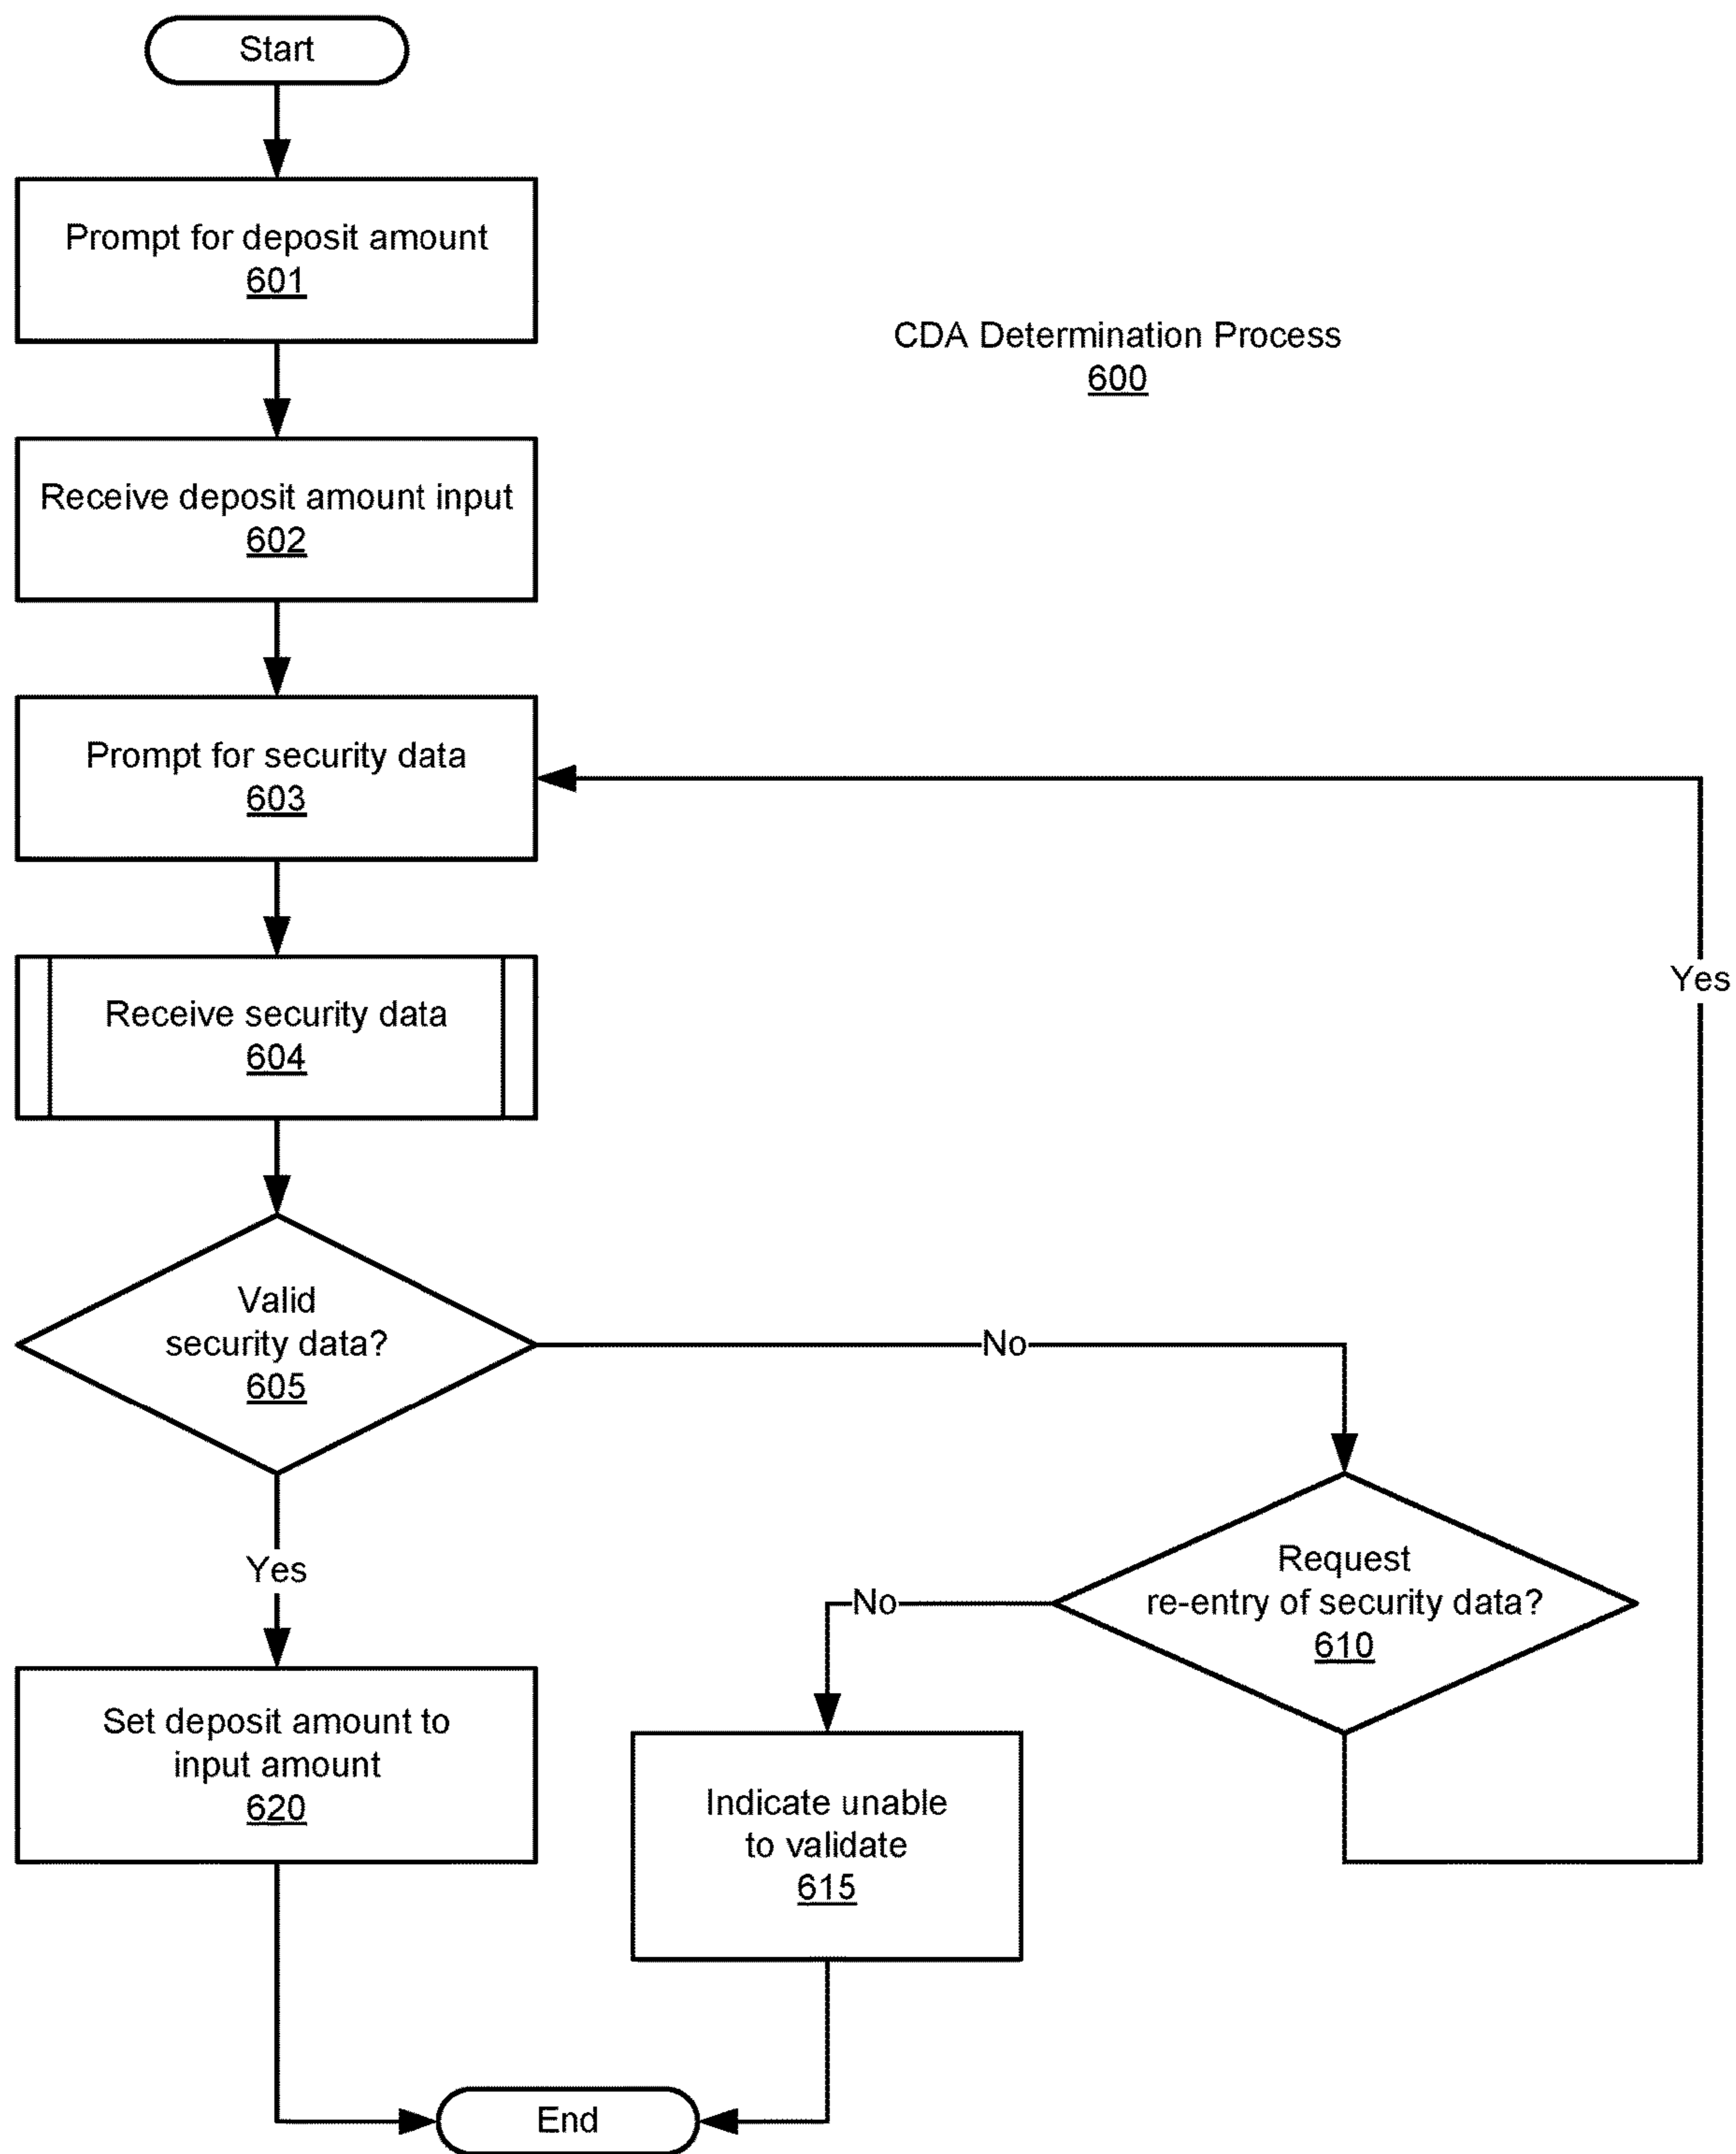 Start
Prompt for deposit amount
601
CDA Determination Process
600
Receive deposit amount input
602
Prompt for security data
603
Yes
Receive security data
604
Valid
security data?
605
No
Yes
Request
re-entry of security data?
610
No
Set deposit amount to
input amount
620
Indicate unable
to validate
615
End